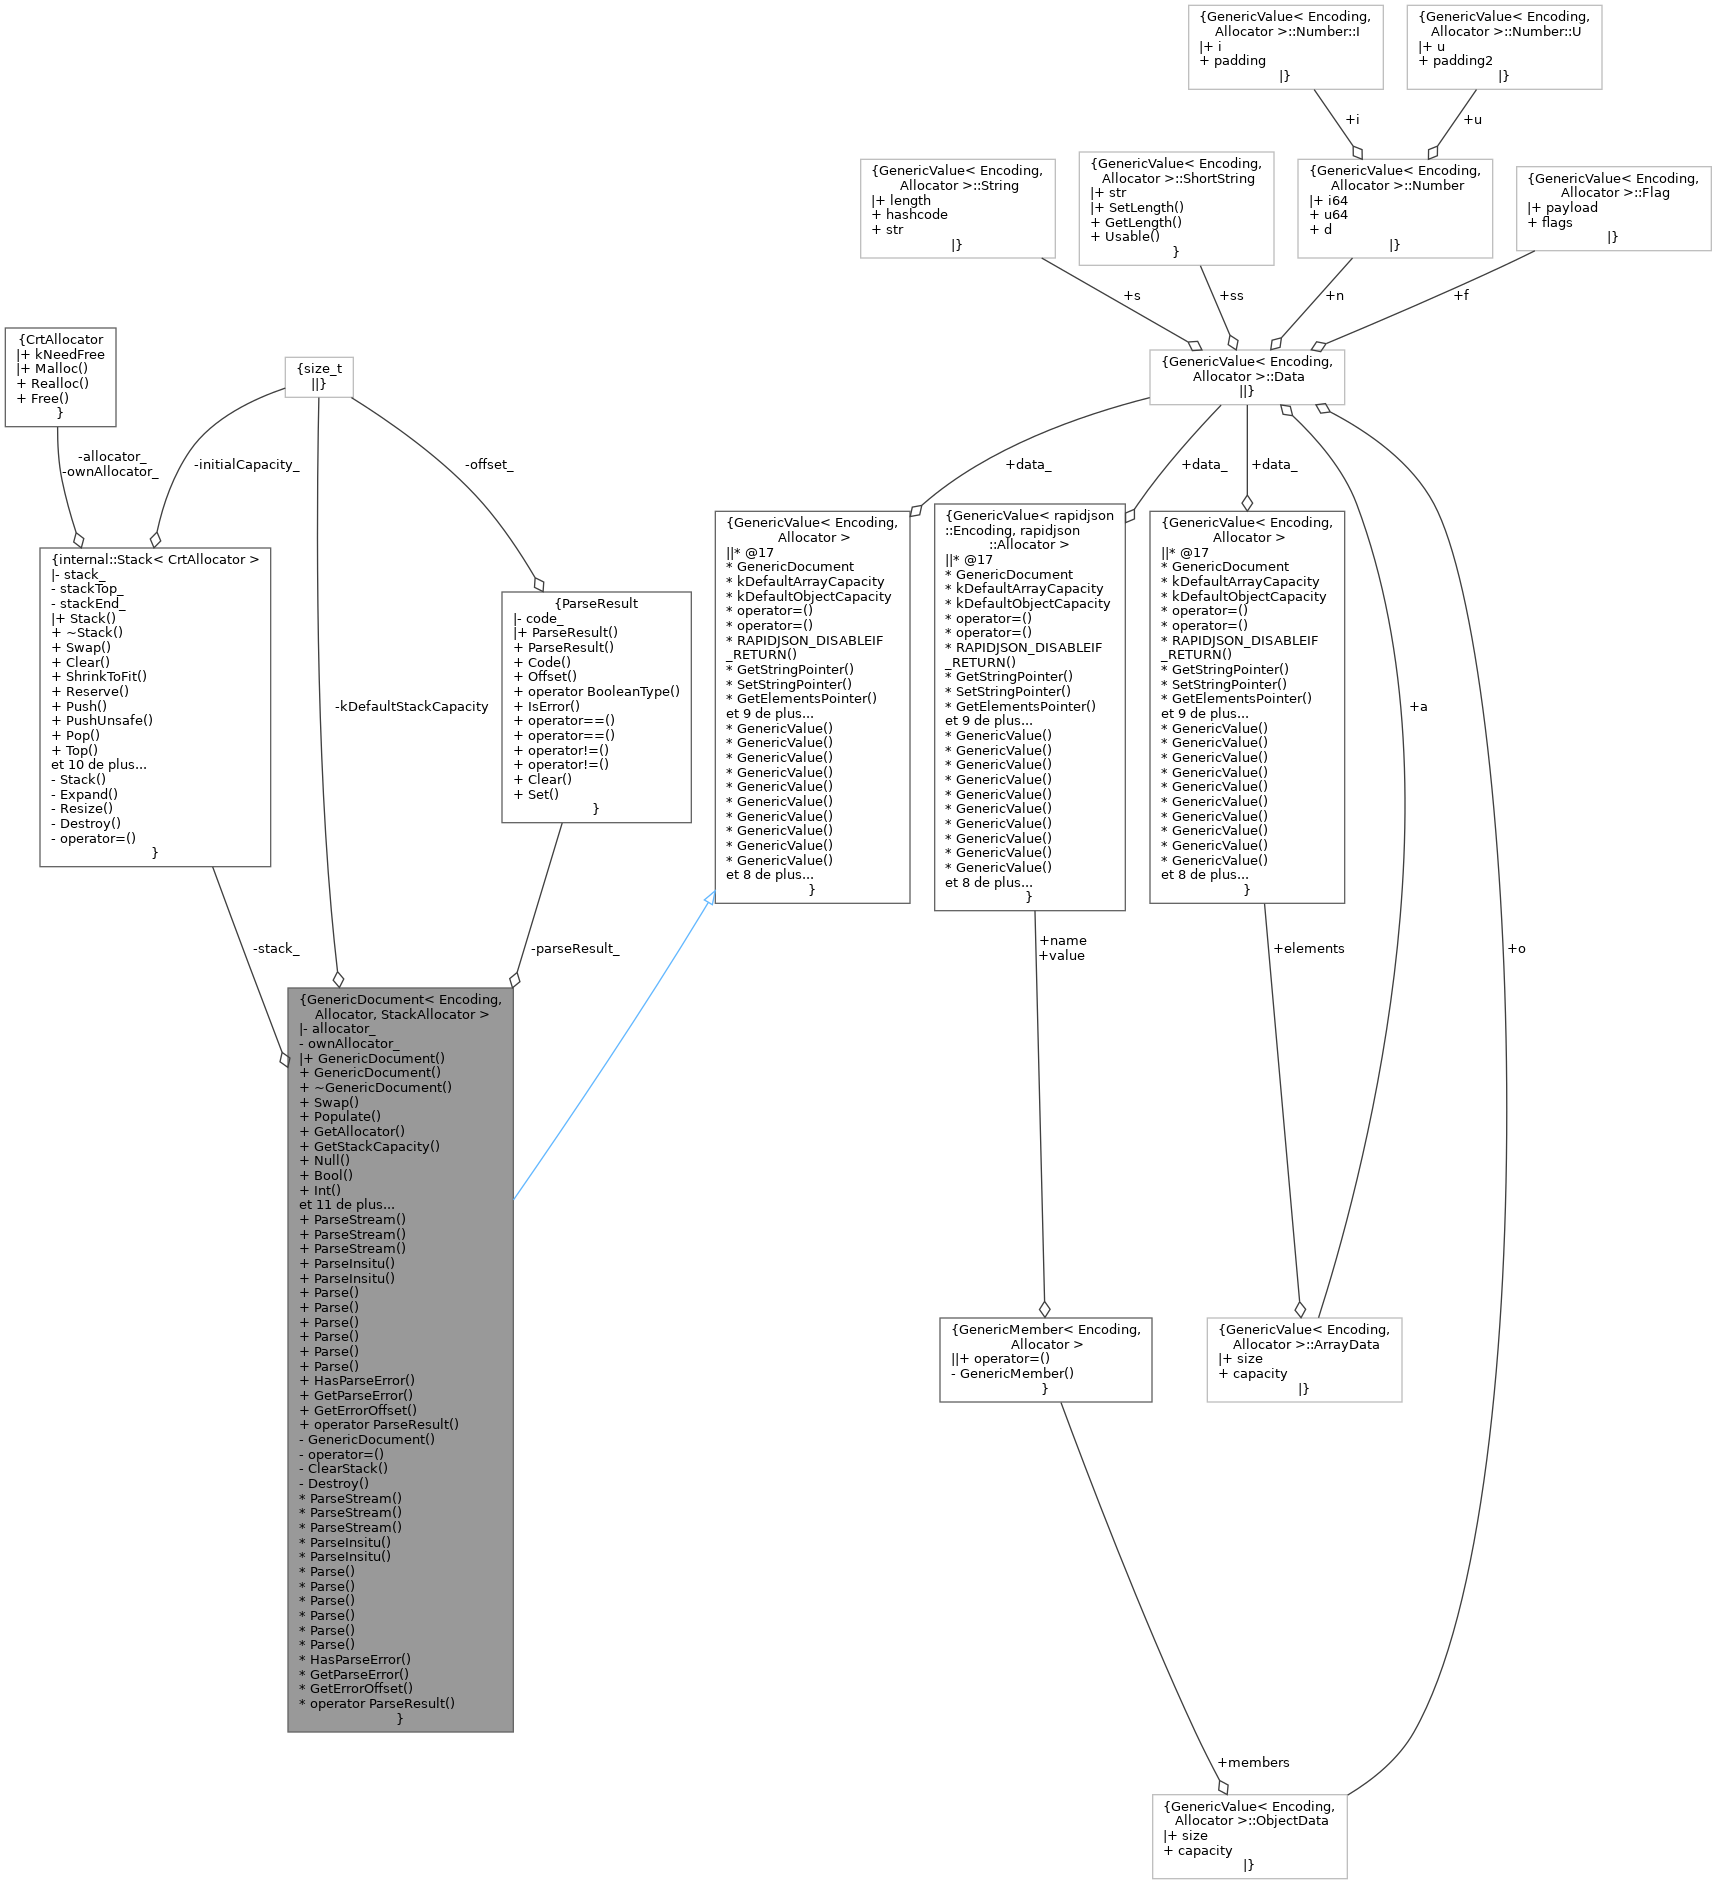 {GenericValue< Encoding,
Allocator >::Number::I
|+ i
+ padding
|}
{GenericValue< Encoding,
Allocator >::Number::U
|+ u
+ padding2
|}
+i
+u
{GenericValue< Encoding,
Allocator >::String
|+ length
+ hashcode
+ str
|}
{GenericValue< Encoding,
Allocator >::ShortString
|+ str
|+ SetLength()
+ GetLength()
+ Usable()
}
{GenericValue< Encoding,
Allocator >::Number
|+ i64
+ u64
+ d
|}
{GenericValue< Encoding,
Allocator >::Flag
|+ payload
+ flags
|}
+s
+ss
+n
+f
{CrtAllocator
|+ kNeedFree
|+ Malloc()
+ Realloc()
+ Free()
}
{size_t
||}
{GenericValue< Encoding,
Allocator >::Data
||}
-allocator_
-ownAllocator_
-initialCapacity_
-offset_
+data_
+data_
+data_
{internal::Stack< CrtAllocator >
|- stack_
- stackTop_
- stackEnd_
|+ Stack()
+ ~Stack()
+ Swap()
+ Clear()
+ ShrinkToFit()
+ Reserve()
+ Push()
+ PushUnsafe()
+ Pop()
+ Top()
et 10 de plus...
- Stack()
- Expand()
- Resize()
- Destroy()
- operator=()
}
-kDefaultStackCapacity
{ParseResult
|- code_
|+ ParseResult()
+ ParseResult()
+ Code()
+ Offset()
+ operator BooleanType()
+ IsError()
+ operator==()
+ operator==()
+ operator!=()
+ operator!=()
+ Clear()
+ Set()
}
{GenericValue< Encoding,
Allocator >
||* @17
* GenericDocument
* kDefaultArrayCapacity
* kDefaultObjectCapacity
* operator=()
* operator=()
* RAPIDJSON_DISABLEIF
_RETURN()
* GetStringPointer()
* SetStringPointer()
* GetElementsPointer()
et 9 de plus...
* GenericValue()
* GenericValue()
* GenericValue()
* GenericValue()
* GenericValue()
* GenericValue()
* GenericValue()
* GenericValue()
* GenericValue()
* GenericValue()
et 8 de plus...
}
{GenericValue< rapidjson
::Encoding, rapidjson
::Allocator >
||* @17
* GenericDocument
* kDefaultArrayCapacity
* kDefaultObjectCapacity
* operator=()
* operator=()
* RAPIDJSON_DISABLEIF
_RETURN()
* GetStringPointer()
* SetStringPointer()
* GetElementsPointer()
et 9 de plus...
* GenericValue()
* GenericValue()
* GenericValue()
* GenericValue()
* GenericValue()
* GenericValue()
* GenericValue()
* GenericValue()
* GenericValue()
* GenericValue()
et 8 de plus...
}
{GenericValue< Encoding,
Allocator >
||* @17
* GenericDocument
* kDefaultArrayCapacity
* kDefaultObjectCapacity
* operator=()
* operator=()
* RAPIDJSON_DISABLEIF
_RETURN()
* GetStringPointer()
* SetStringPointer()
* GetElementsPointer()
et 9 de plus...
* GenericValue()
* GenericValue()
* GenericValue()
* GenericValue()
* GenericValue()
* GenericValue()
* GenericValue()
* GenericValue()
* GenericValue()
* GenericValue()
et 8 de plus...
}
+a
-stack_
-parseResult_
+name
+value
+elements
+o
{GenericDocument< Encoding,
Allocator, StackAllocator >
|- allocator_
- ownAllocator_
|+ GenericDocument()
+ GenericDocument()
+ ~GenericDocument()
+ Swap()
+ Populate()
+ GetAllocator()
+ GetStackCapacity()
+ Null()
+ Bool()
+ Int()
et 11 de plus...
+ ParseStream()
+ ParseStream()
+ ParseStream()
+ ParseInsitu()
+ ParseInsitu()
+ Parse()
+ Parse()
+ Parse()
+ Parse()
+ Parse()
+ Parse()
+ HasParseError()
+ GetParseError()
+ GetErrorOffset()
+ operator ParseResult()
- GenericDocument()
- operator=()
- ClearStack()
- Destroy()
* ParseStream()
* ParseStream()
* ParseStream()
* ParseInsitu()
* ParseInsitu()
* Parse()
* Parse()
* Parse()
* Parse()
* Parse()
* Parse()
* HasParseError()
* GetParseError()
* GetErrorOffset()
* operator ParseResult()
}
{GenericMember< Encoding,
Allocator >
||+ operator=()
- GenericMember()
}
{GenericValue< Encoding,
Allocator >::ArrayData
|+ size
+ capacity
|}
+members
{GenericValue< Encoding,
Allocator >::ObjectData
|+ size
+ capacity
|}